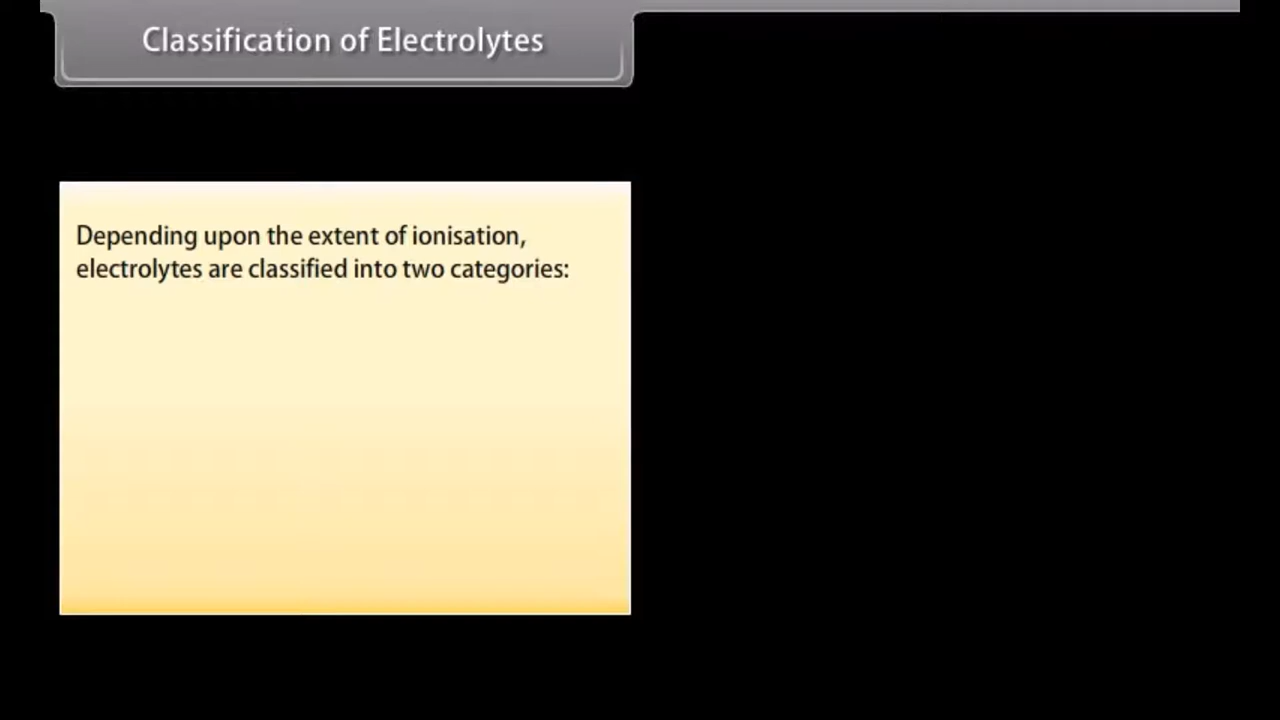 Classification of Electrolytes
Depending upon the extent of ionisation,
electrolytes are classified into two categories: